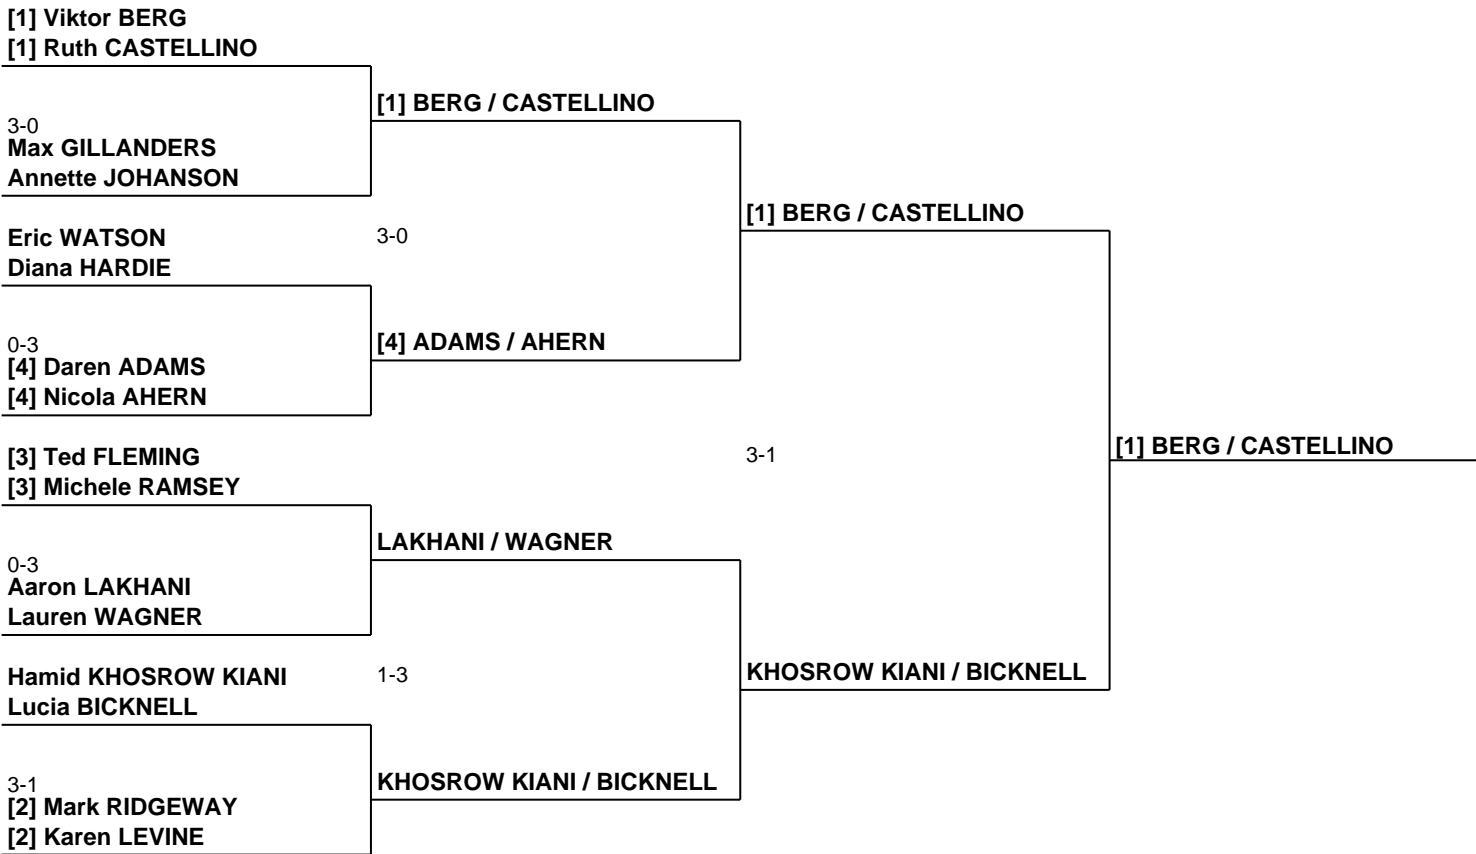 [1] Viktor BERG
[1] Ruth CASTELLINO
[1] BERG / CASTELLINO
3-0
Max GILLANDERS
Annette JOHANSON
[1] BERG / CASTELLINO
Eric WATSON
3-0
Diana HARDIE
[4] ADAMS / AHERN
0-3
[4] Daren ADAMS
[4] Nicola AHERN
[3] Ted FLEMING
3-1
[1] BERG / CASTELLINO
[3] Michele RAMSEY
LAKHANI / WAGNER
0-3
Aaron LAKHANI
Lauren WAGNER
Hamid KHOSROW KIANI
1-3
KHOSROW KIANI / BICKNELL
Lucia BICKNELL
KHOSROW KIANI / BICKNELL
3-1
[2] Mark RIDGEWAY
[2] Karen LEVINE